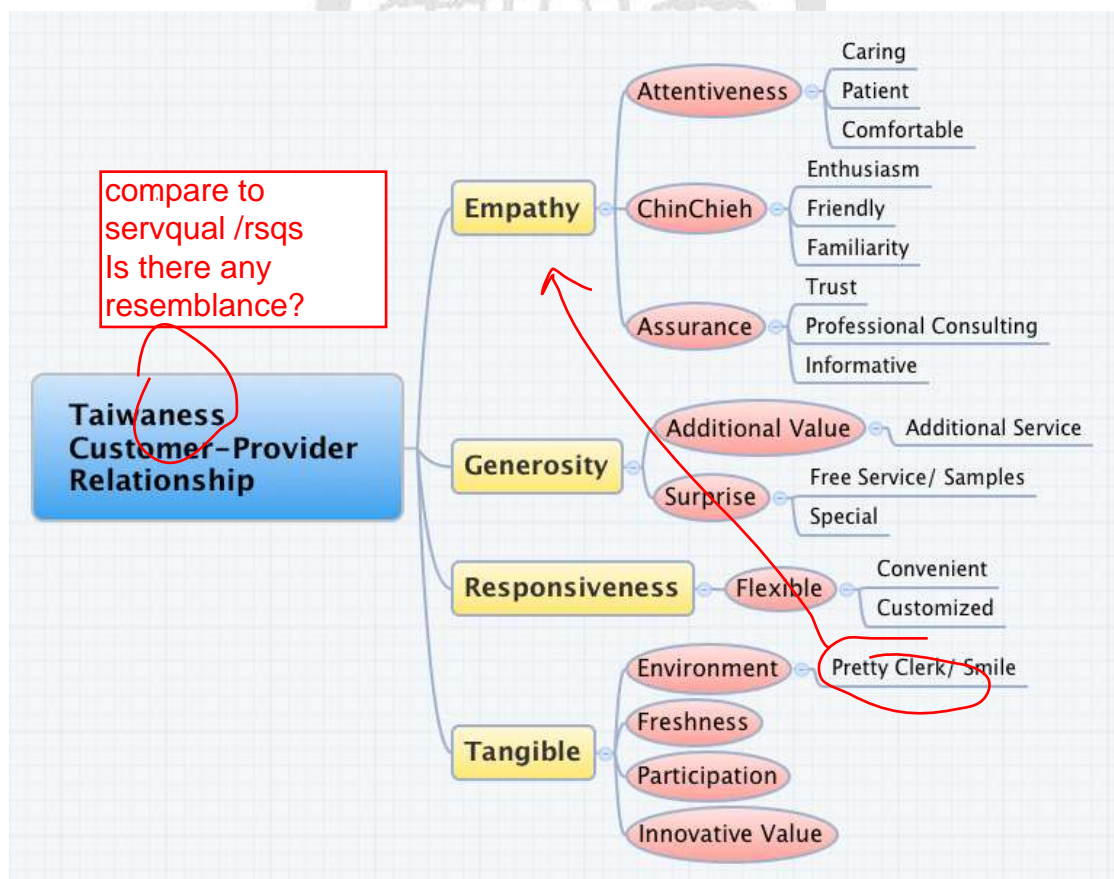 compare to
servqual /rsqs
Is there any
resemblance?
Taiwaness
Customer-Provider
Relationship
Empathy
Attentiveness
Caring
Patient
Comfortable
ChinChieh
Enthusiasm
Friendly
Familiarity
Assurance
Trust
Professional Consulting
Informative
Generosity
Additional Value
Additional Service
Surprise
Free Service/ Samples
Special
Responsiveness
Flexible
Convenient
Customized
Tangible
Environment
Pretty Clerk/ Smile
Freshness
Participation
Innovative Value